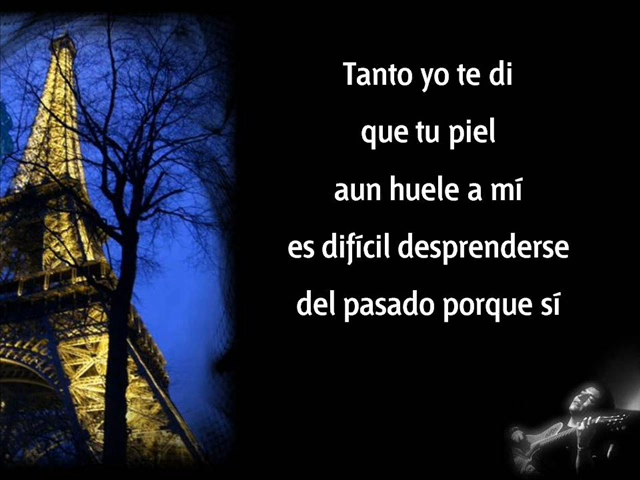 Tanto yo te di
que tu piel
aun huele a mí
es difícil desprenderse
del pasado porque sí